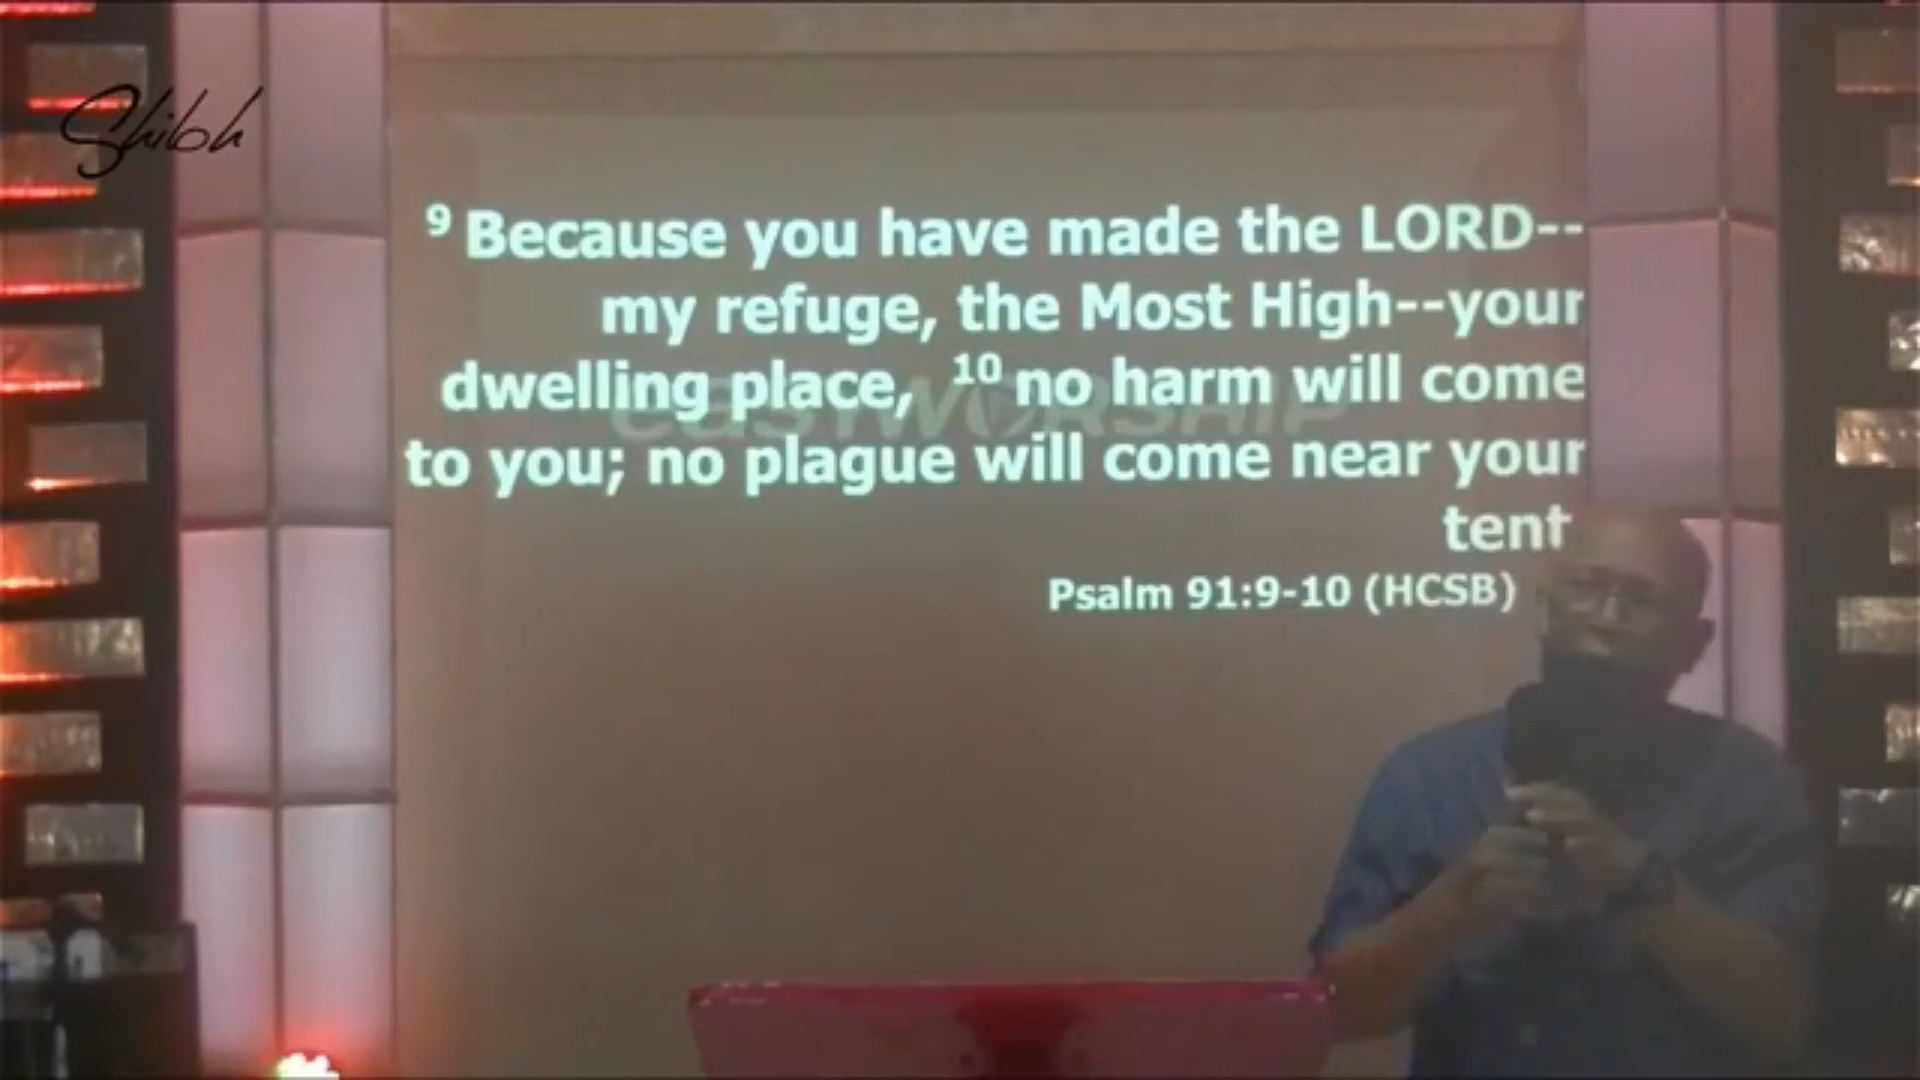 Shiloh
9 Because you have made the LORD--
my refuge, the Most High--your
dwelling place, 10 no harm will come
to you; no plague will come near your
tent
Psalm 91:9-10 (HCSB)
easyworship